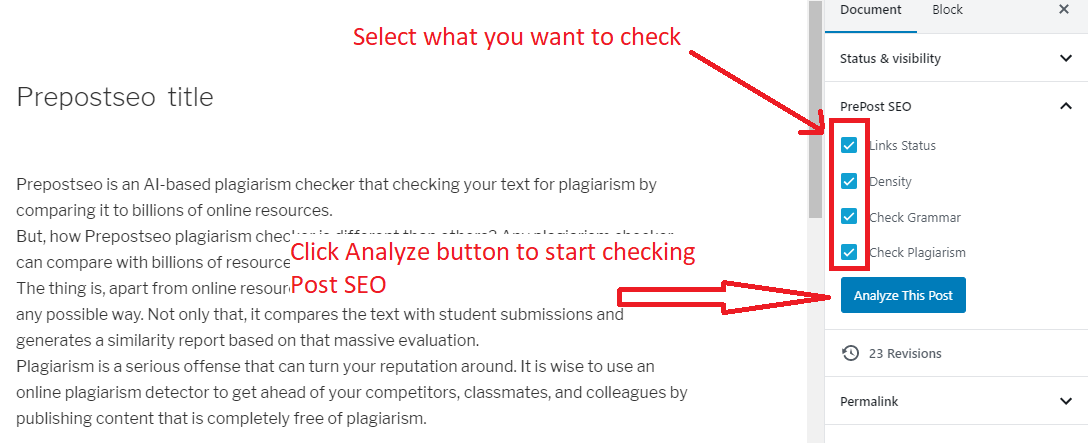 Select what you want to check
Prepostseo title
Prepostseo is an AI-based plagiarism checker that checking your text for plagiarism by
comparing it to billions of online resources.
But, how Prepostseo plagiarism chec
can compare with billions of resource
The thing is, apart from online resour
any possible way. Not only that, it compares the text with student submissions and
generates a similarity report based on that massive evaluation.
Plagiarism is a serious offense that can turn your reputation around. It is wise to use an
online plagiarism detector to get ahead of your competitors, classmates, and colleagues by
publishing content that is completely free of plagiarism.
Click Analyze button to start checking
Post SEO
Document Block
Status & visibility
PrePost SEO
Links Status
Density
Check Grammar
Check Plagiarism
Analyze This Post
23 Revisions
Permalink